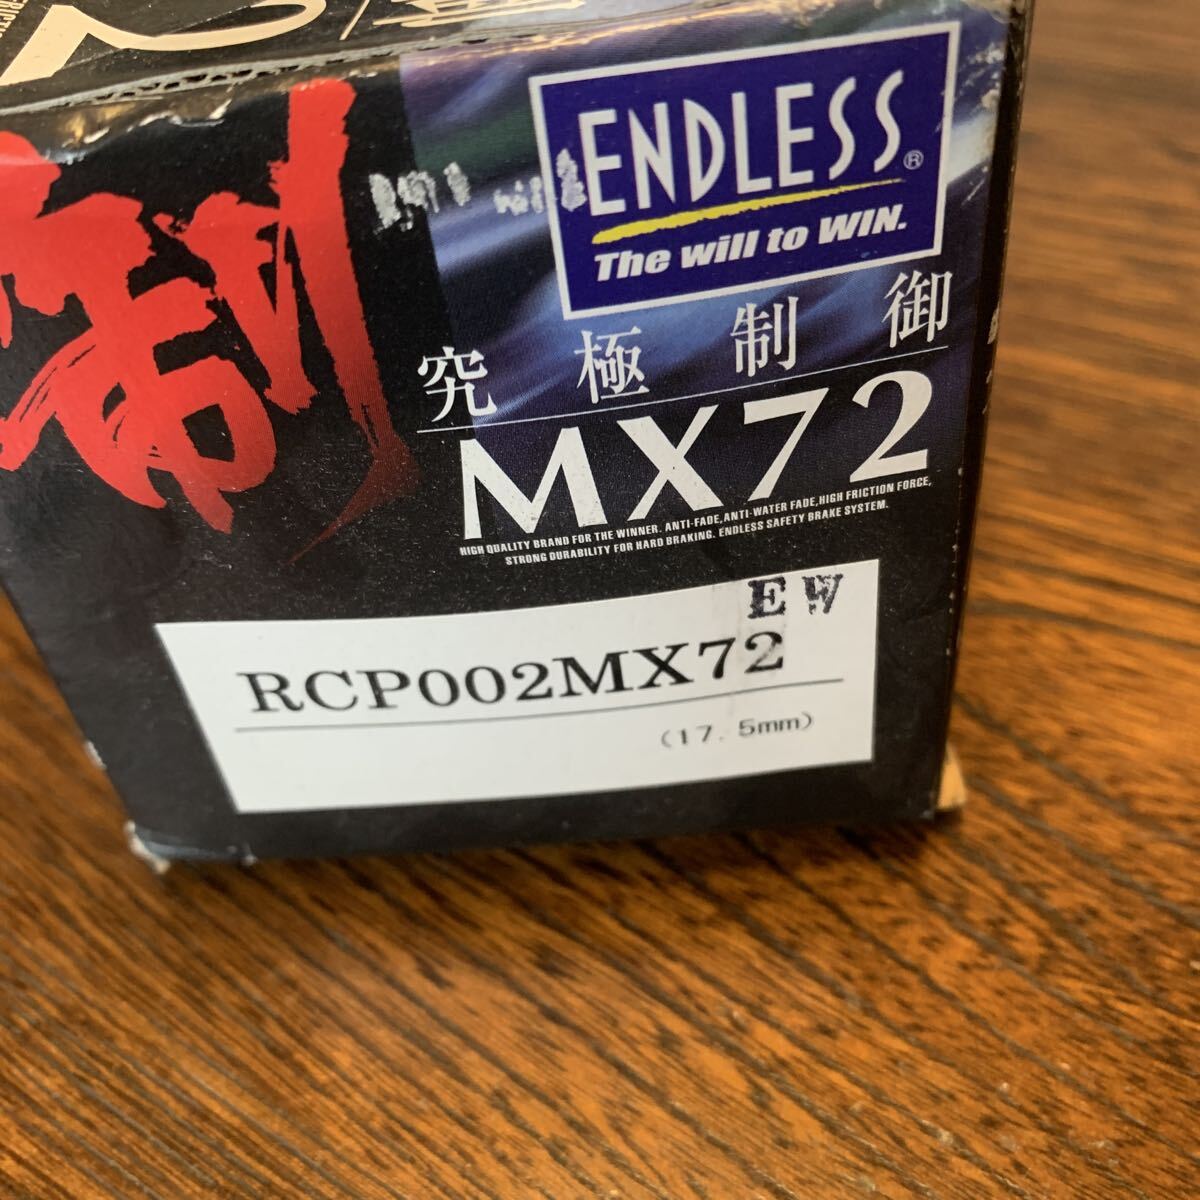 ENDLESS®
The will to WIN.
制
究極制御
MX72
HIGH QUALITY BRAND FOR THE WINNER. ANTI-FADE, ANTI-WATER FADE, HIGH FRICTION FORCE,
STRONG DURABILITY FOR HARD BRAKING. ENDLESS SAFETY BRAKE SYSTEM.
EW
RCP002MX72
(17.5mm)